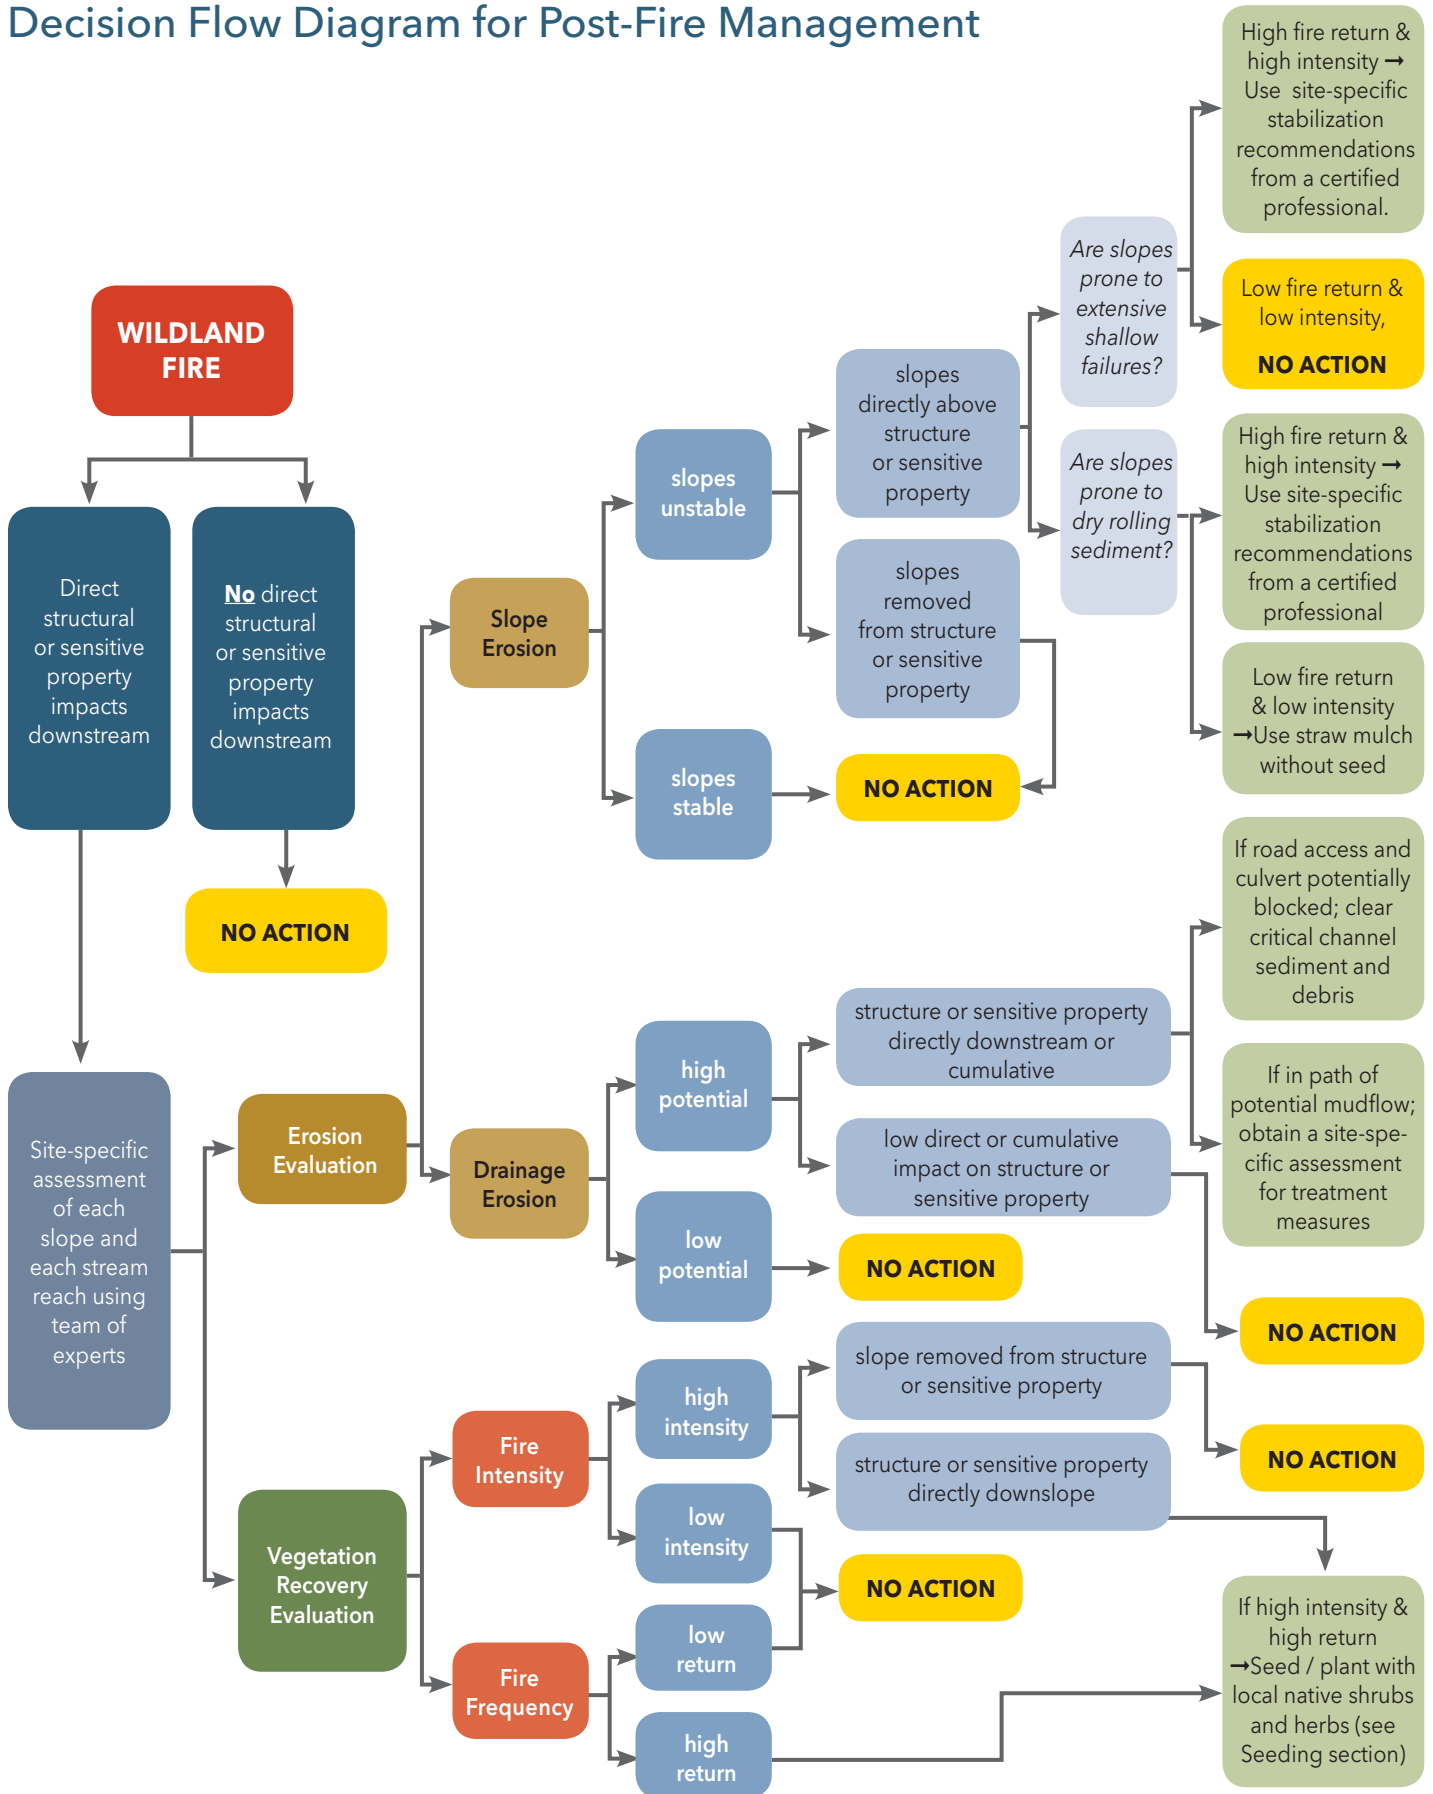 Decision Flow Diagram for Post-Fire Management
WILDLAND
FIRE
Direct
structural
or sensitive
property
impacts
downstream
No direct
structural
or sensitive
property
impacts
downstream
NO ACTION
Site-specific
assessment
of each
slope and
each stream
reach using
team of
experts
Erosion
Evaluation
Vegetation
Recovery
Evaluation
Slope
Erosion
Drainage
Erosion
Fire
Intensity
Fire
Frequency
slopes
unstable
slopes
stable
high
potential
low
potential
high
intensity
low
intensity
low
return
high
return
slopes
directly above
structure
or sensitive
property
slopes
removed
from structure
or sensitive
property
NO ACTION
structure or sensitive property
directly downstream or
cumulative
low direct or cumulative
impact on structure or
sensitive property
NO ACTION
slope removed from structure
or sensitive property
structure or sensitive property
directly downslope
NO ACTION
Are slopes
prone to
extensive
shallow
failures?
Are slopes
prone to
dry rolling
sediment?
High fire return &
high intensity ➞
Use site-specific
stabilization
recommendations
from a certified
professional.
Low fire return &
low intensity,
NO ACTION
High fire return &
high intensity ➞
Use site-specific
stabilization
recommendations
from a certified
professional
Low fire return
& low intensity
➞Use straw mulch
without seed
If road access and
culvert potentially
blocked; clear
critical channel
sediment and
debris
If in path of
potential mudflow;
obtain a site-spe-
cific assessment
for treatment
measures
NO ACTION
NO ACTION
If high intensity &
high return
➞Seed / plant with
local native shrubs
and herbs (see
Seeding section)